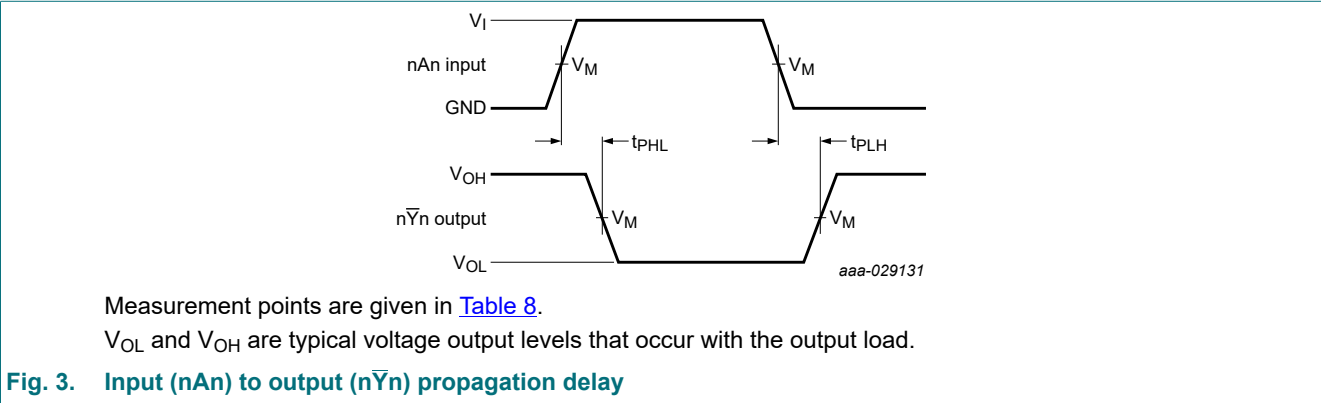 VI
nAn input
VM
VM
GND
tPHL
tPLH
VOH
nY̅n output
VM
VM
VOL
aaa-029131
Measurement points are given in Table 8.
VOL and VOH are typical voltage output levels that occur with the output load.
Fig. 3. Input (nAn) to output (nY̅n) propagation delay